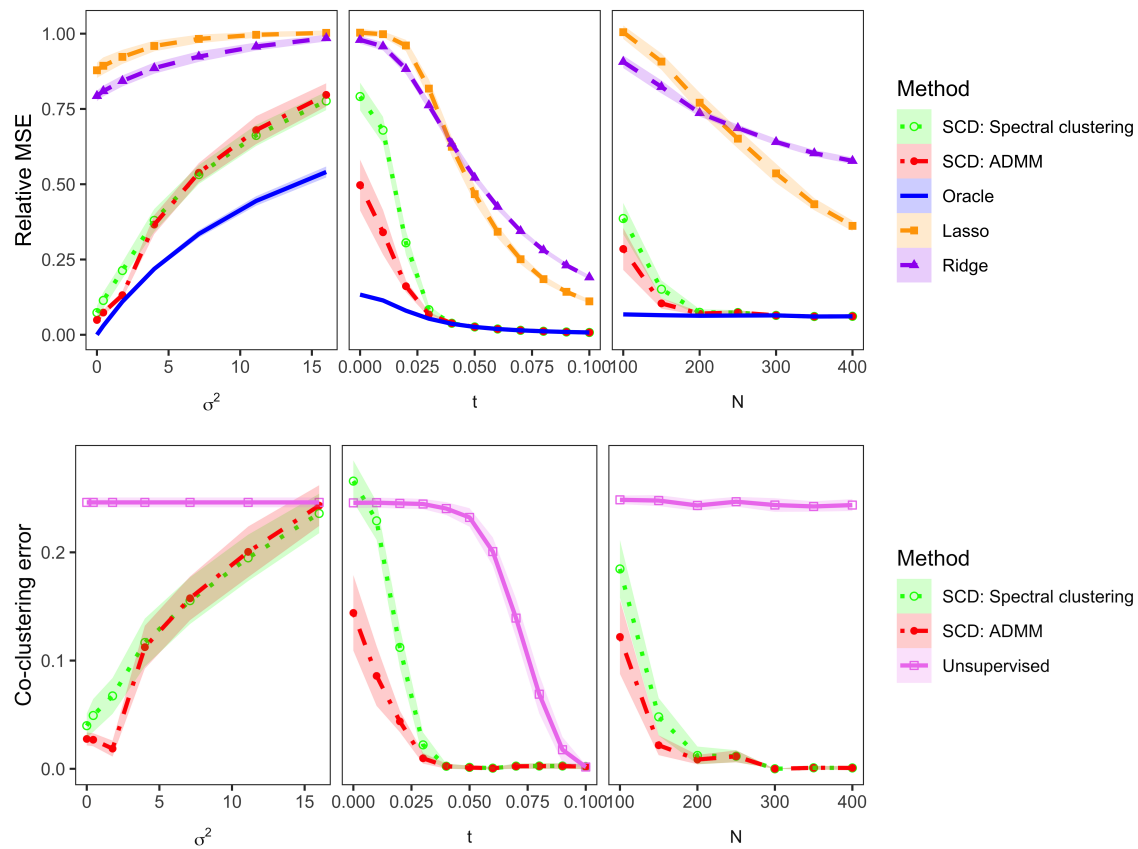 1.00
0.75
0.50
0.25
0.00
Relative MSE
0 5 10 15
0.000 0.025 0.050 0.075 0.100
100 200 300 400
σ²
t
N
Method
SCD: Spectral clustering
SCD: ADMM
Oracle
Lasso
Ridge
0.2
0.1
0.0
Co-clustering error
0 5 10 15
0.000 0.025 0.050 0.075 0.100
100 200 300 400
σ²
t
N
Method
SCD: Spectral clustering
SCD: ADMM
Unsupervised